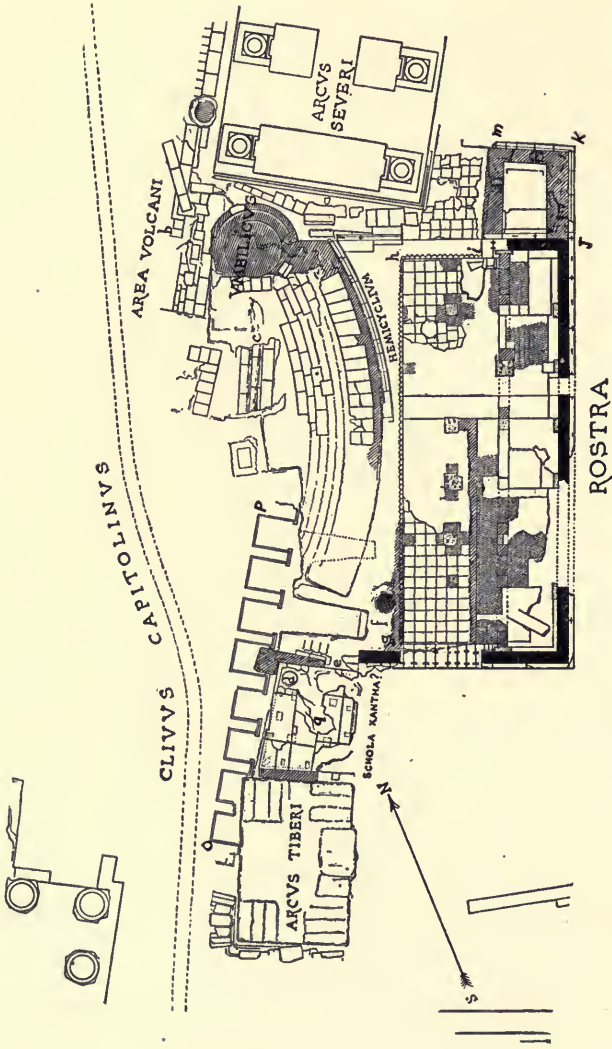 CLIVVS CAPITOLINVS
AREA VOLCANI
ARCVS
SEVERI
VMBILICVS
HEMICYCLIVM
ARCVS TIBERI
SCHOLA XANTHA?
ROSTRA
N
S
a
b
c
d
e
f
g
h
i
J
k
m
o
p
q